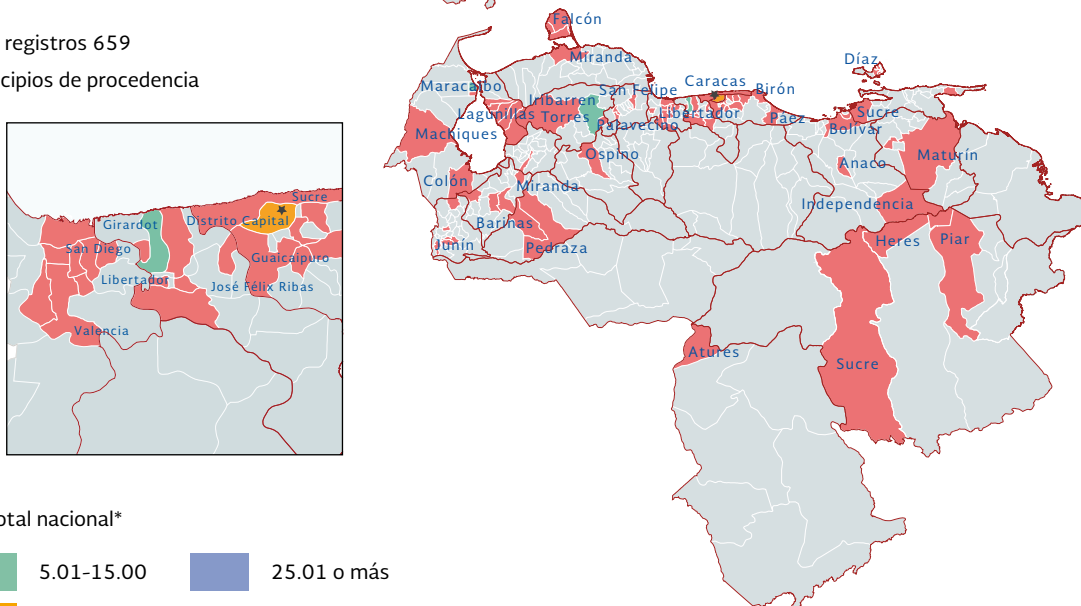 registros 659
cipios de procedencia
Falcón
Miranda
Díaz
Maracaibo
San Felipe
Caracas
Birón
Iribarren
Lagunillas
Torres
Palavecino
Libertador
Páez
Sucre
Bolívar
Machiques
Ospino
Anaco
Maturín
Colón
Miranda
Independencia
Barinas
Junín
Pedraza
Heres
Piar
Atures
Sucre
Sucre
Girardot
Distrito Capital
San Diego
Guaicaipuro
Libertador
José Félix Ribas
Valencia
otal nacional*
5.01-15.00
25.01 o más